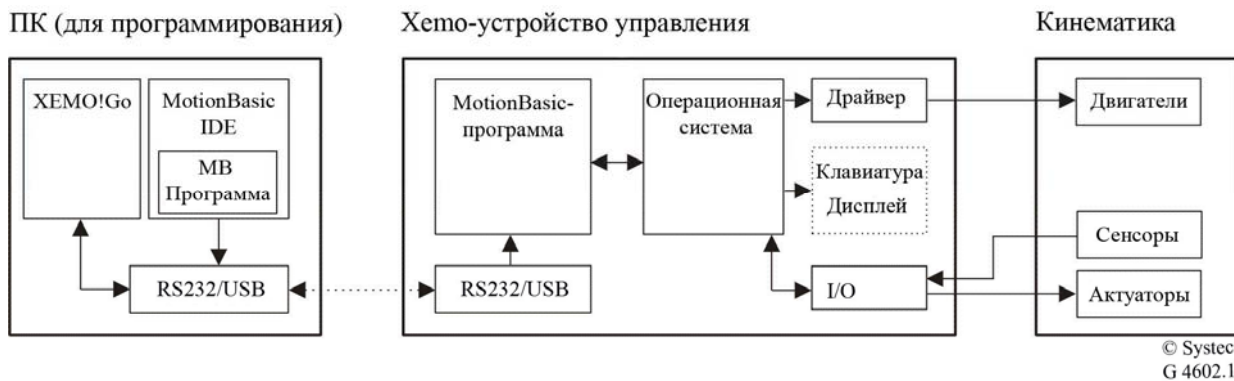 ПК (для программирования)
Xemo-устройство управления
Кинематика
XEMO!Go
MotionBasic
IDE
MB
Программа
RS232/USB
MotionBasic-
программа
RS232/USB
Операционная
система
Драйвер
Клавиатура
Дисплей
I/O
Двигатели
Сенсоры
Актуаторы
© Systec
G 4602.1